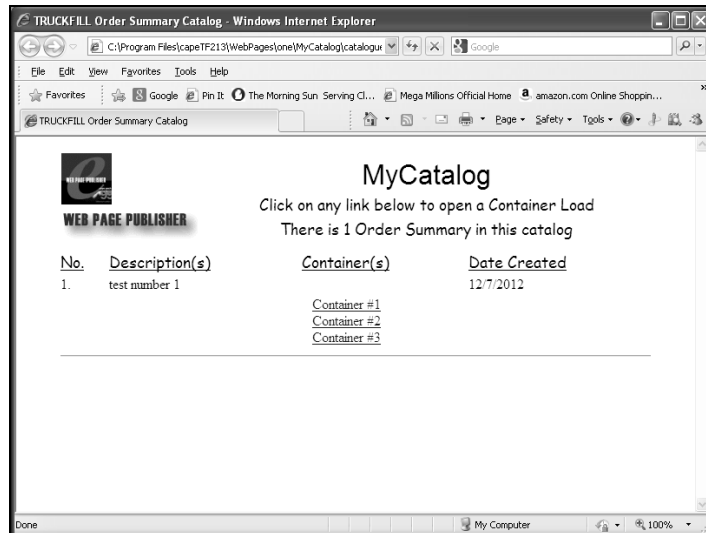 TRUCKFILL Order Summary Catalog - Windows Internet Explorer
C:\Program Files\capeTF213\WebPages\one\MyCatalog\catalogue
Google
File Edit View Favorites Tools Help
Favorites Google Pin It The Morning Sun Serving Cl... Mega Millions Official Home amazon.com Online Shoppin... »
TRUCKFILL Order Summary Catalog Page Safety Tools
WEB PAGE PUBLISHER
MyCatalog
Click on any link below to open a Container Load
There is 1 Order Summary in this catalog
No. Description(s) Container(s) Date Created
1. test number 1 12/7/2012
Container #1
Container #2
Container #3
Done My Computer 100%